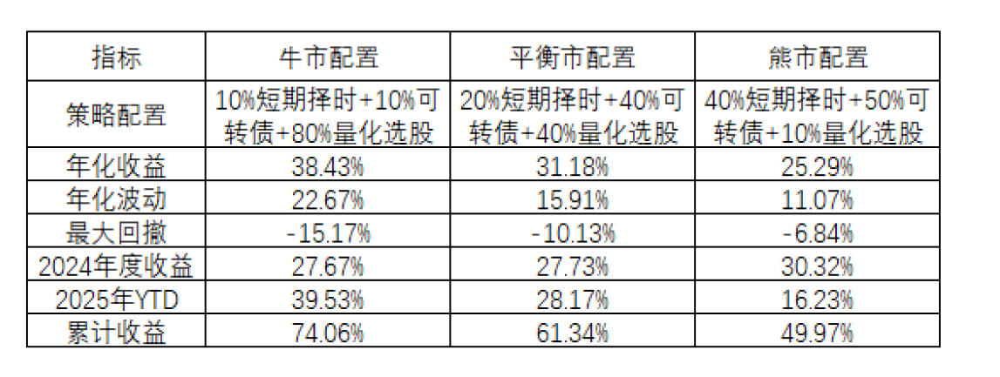 指标 牛市配置 平衡市配置 熊市配置
策略配置 10%短期择时+10%可转债+80%量化选股 20%短期择时+40%可转债+40%量化选股 40%短期择时+50%可转债+10%量化选股
年化收益 38.43% 31.18% 25.29%
年化波动 22.67% 15.91% 11.07%
最大回撤 -15.17% -10.13% -6.84%
2024年度收益 27.67% 27.73% 30.32%
2025年YTD 39.53% 28.17% 16.23%
累计收益 74.06% 61.34% 49.97%